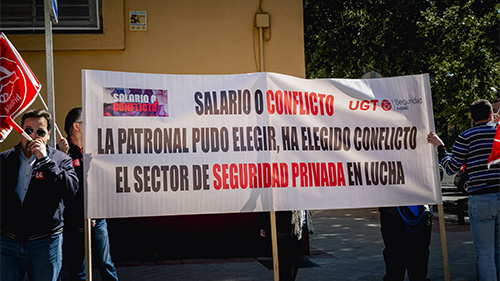 SALARIO O
CONFLICTO
SALARIO O CONFLICTO
UGT Seguridad
LA PATRONAL PUDO ELEGIR, HA ELEGIDO CONFLICTO
EL SECTOR DE SEGURIDAD PRIVADA EN LUCHA